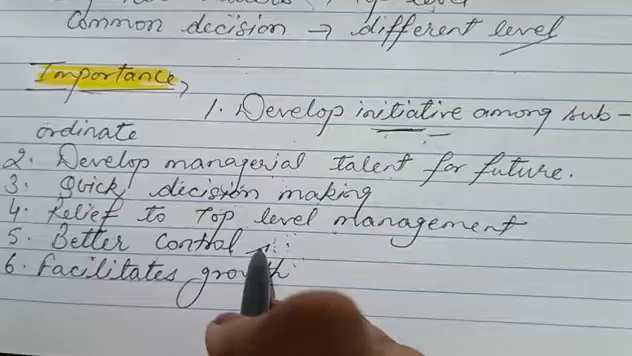 Common decision → different level
Importance,
1. Develop initiative among sub-
ordinate
2. Develop managerial talent for future.
3. Quick decision making
4. Relief to Top level management
5. Better control
6. Facilitates growth